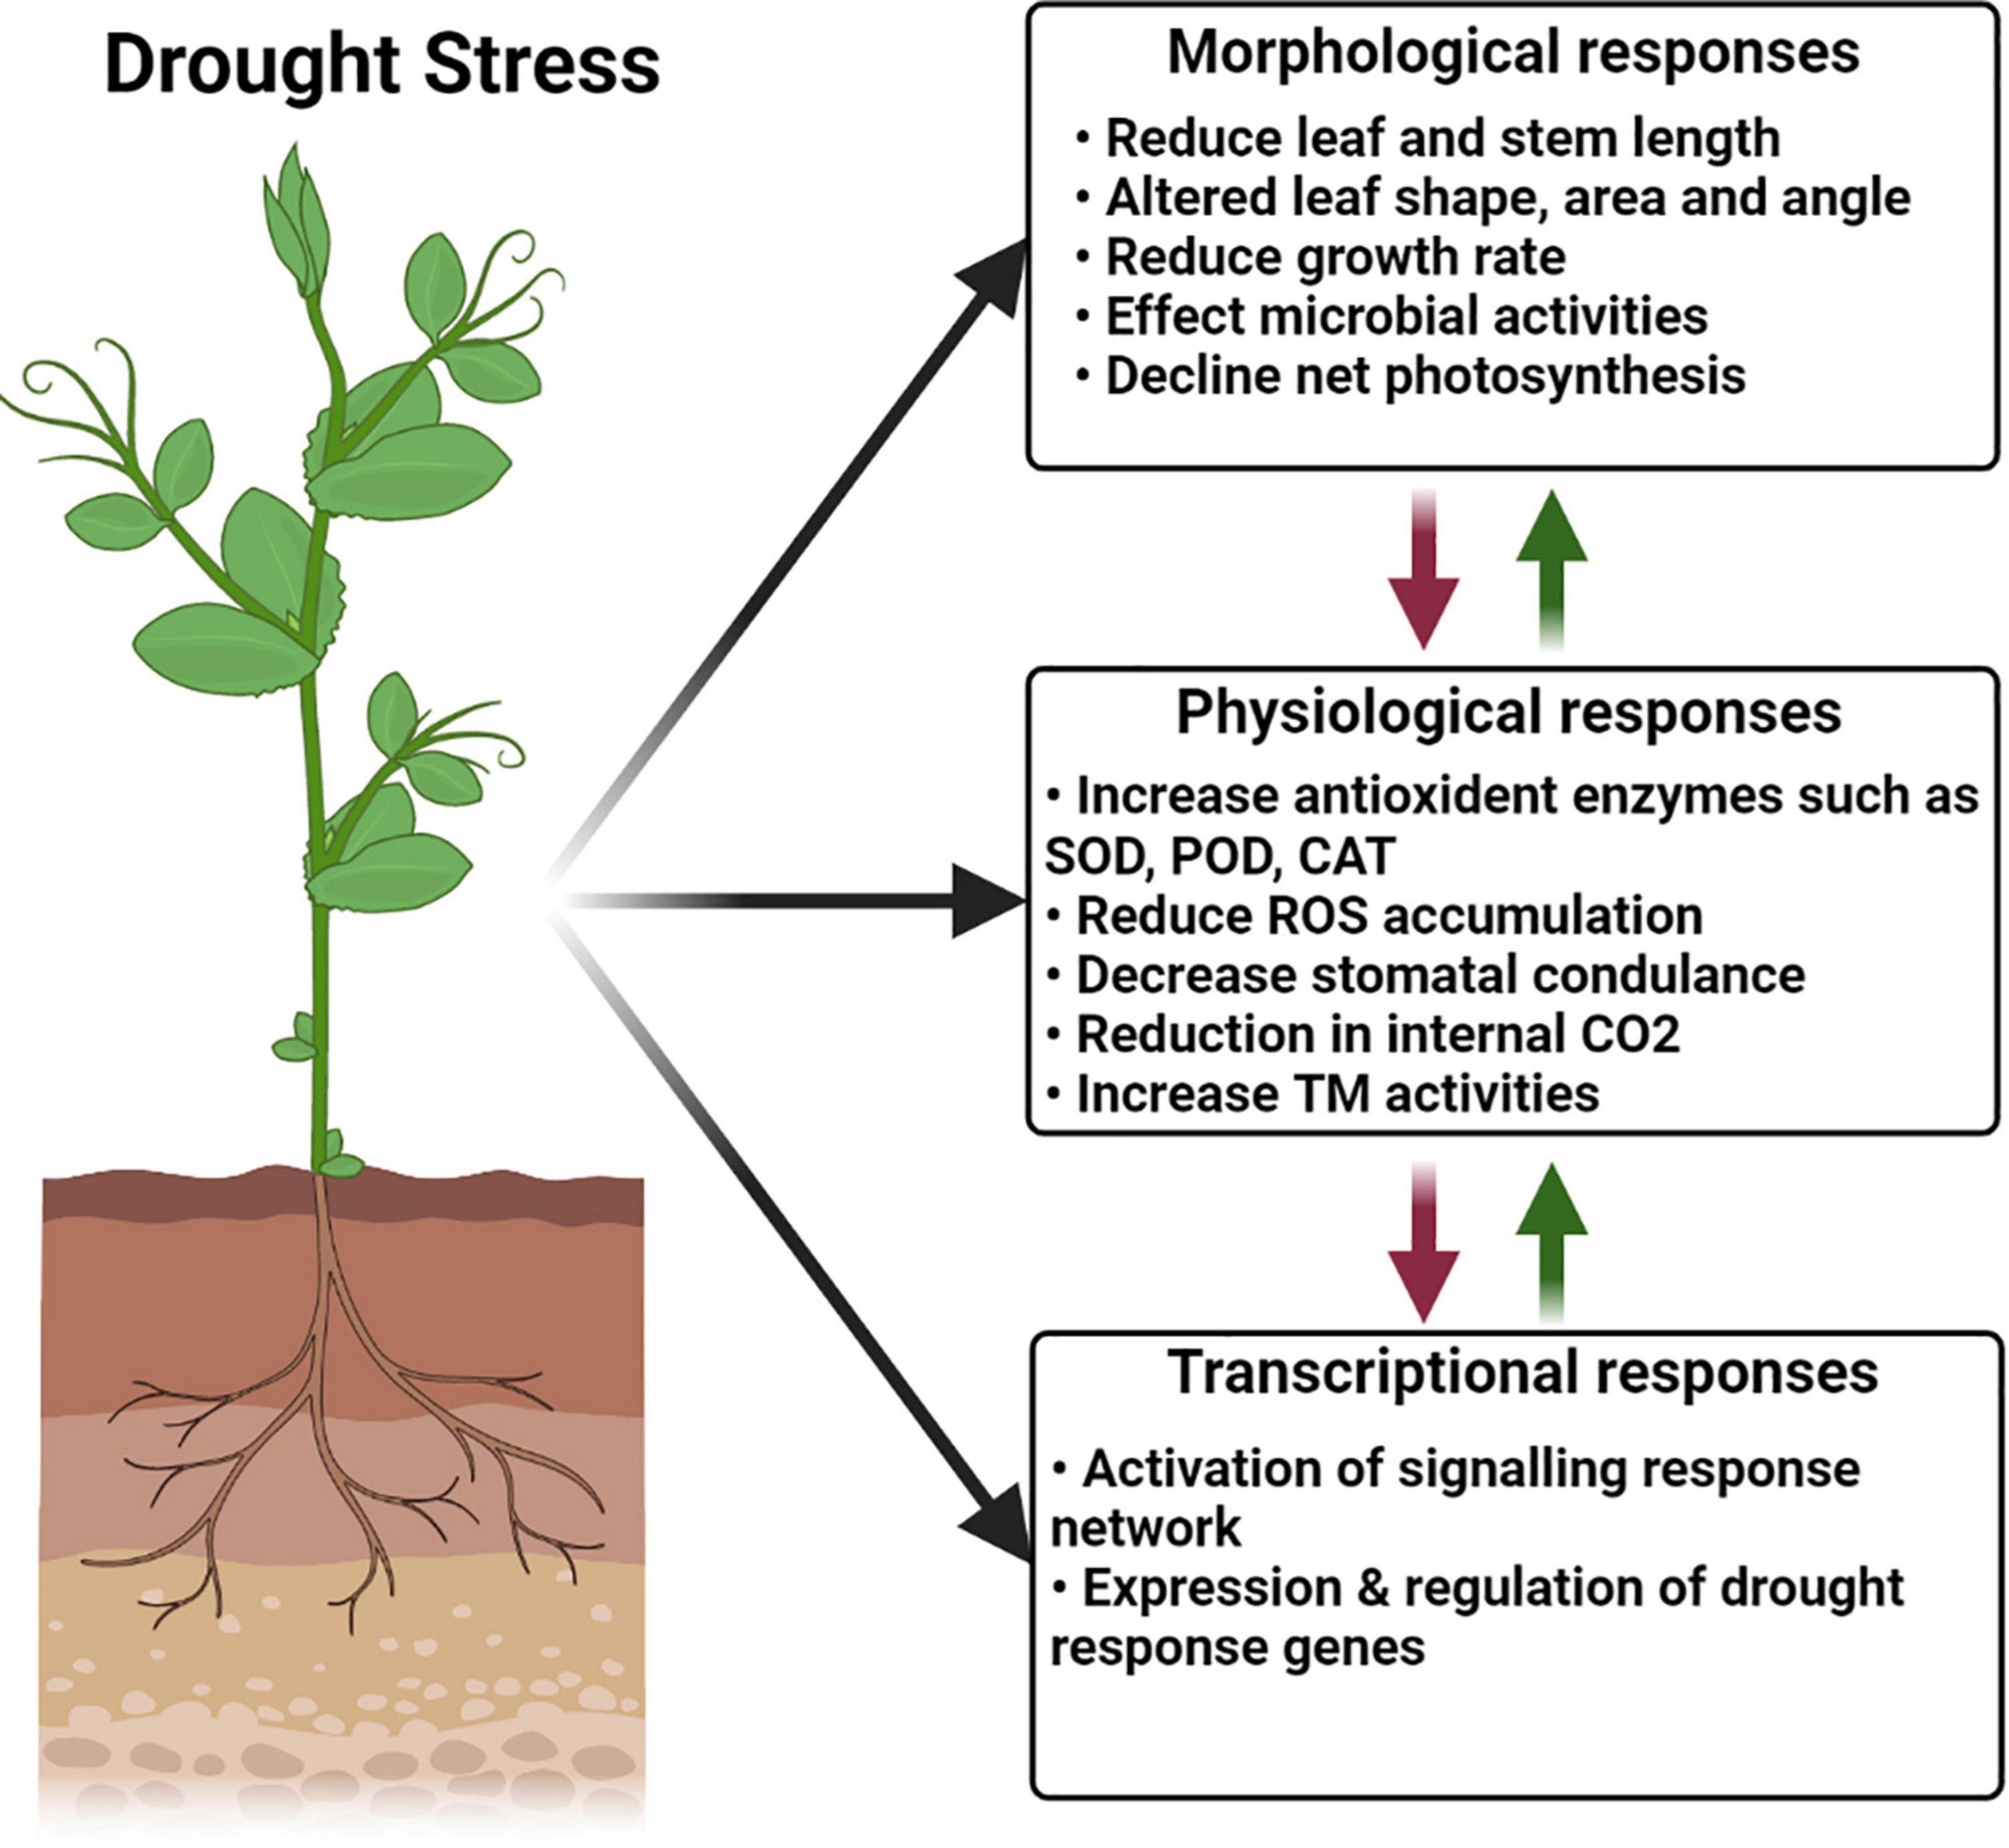 Drought Stress
Morphological responses
• Reduce leaf and stem length
• Altered leaf shape, area and angle
• Reduce growth rate
• Effect microbial activities
• Decline net photosynthesis
Physiological responses
• Increase antioxident enzymes such as
SOD, POD, CAT
• Reduce ROS accumulation
• Decrease stomatal condulance
• Reduction in internal CO2
• Increase TM activities
Transcriptional responses
• Activation of signalling response
network
• Expression & regulation of drought
response genes